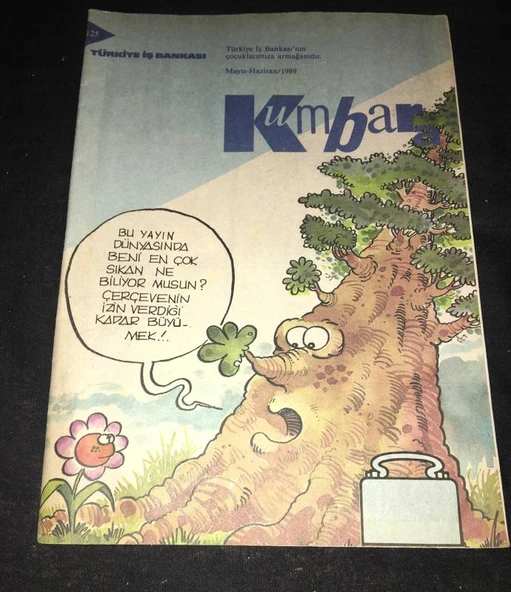 125
TÜRKİYE İŞ BANKASI
Türkiye İş Bankası'nın
çocuklarımıza armağanıdır.
Mayıs-Haziran/1989
Kumbara
BU YAYIN
DÜNYASINDA
BENİ EN ÇOK
SIKAN NE
BİLİYOR MUSUN?
ÇERÇEVENİN
İZİN VERDİĞİ
KADAR BÜYÜ-
MEK!..